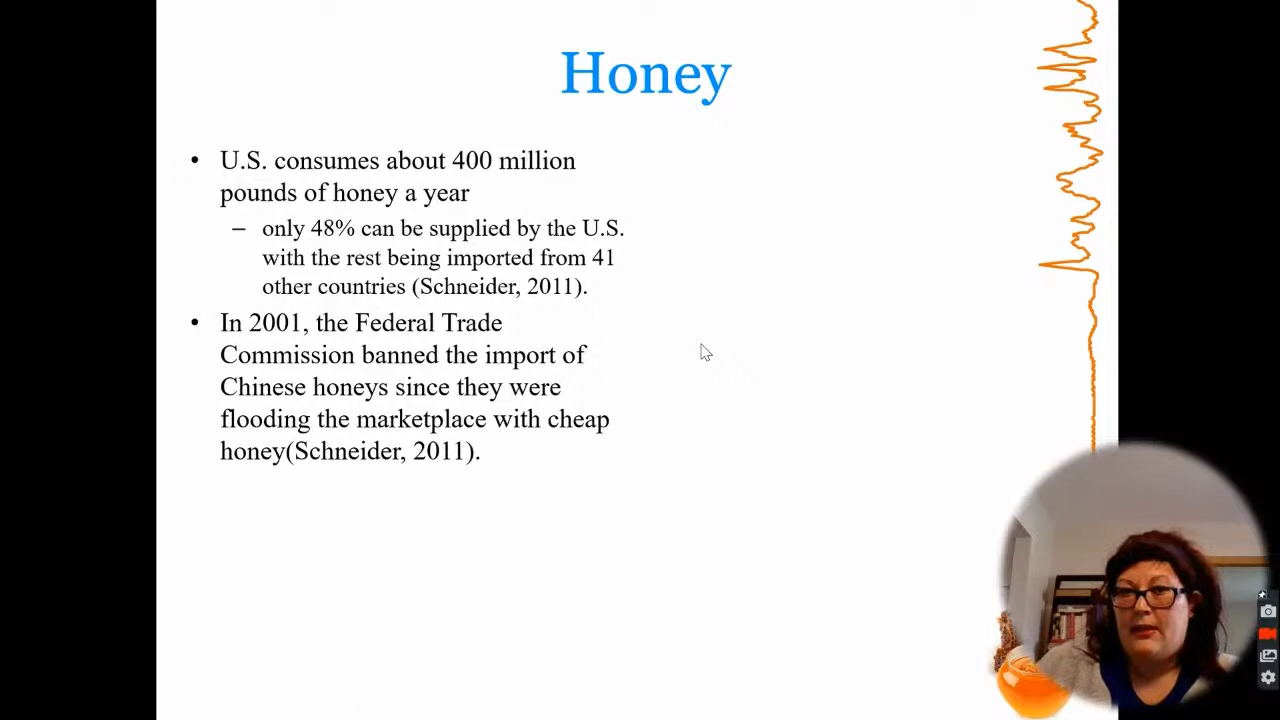 Honey
• U.S. consumes about 400 million
pounds of honey a year
– only 48% can be supplied by the U.S.
with the rest being imported from 41
other countries (Schneider, 2011).
• In 2001, the Federal Trade
Commission banned the import of
Chinese honeys since they were
flooding the marketplace with cheap
honey(Schneider, 2011).